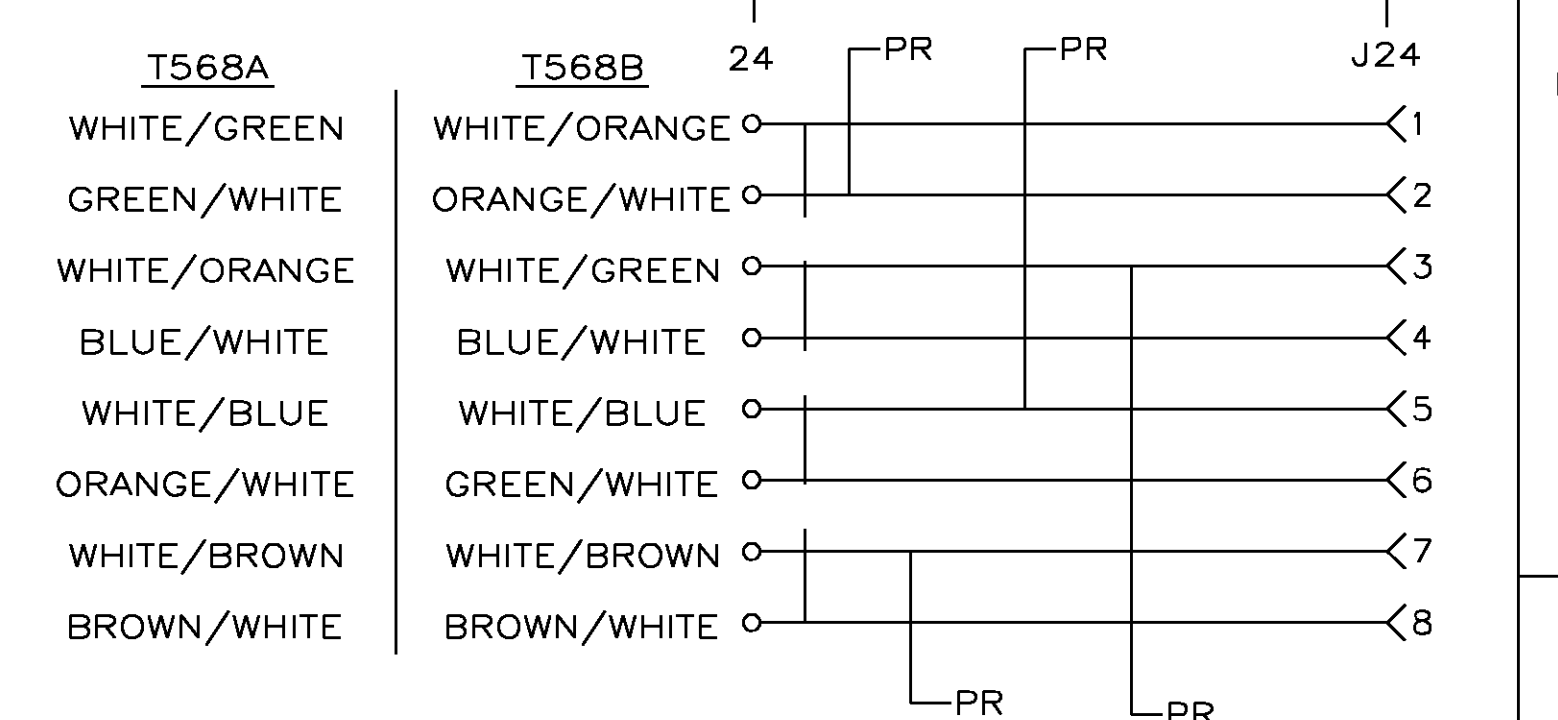 T568A T568B 24 PR PR J24
WHITE/GREEN WHITE/ORANGE 1
GREEN/WHITE ORANGE/WHITE 2
WHITE/ORANGE WHITE/GREEN 3
BLUE/WHITE BLUE/WHITE 4
WHITE/BLUE WHITE/BLUE 5
ORANGE/WHITE GREEN/WHITE 6
WHITE/BROWN WHITE/BROWN 7
BROWN/WHITE BROWN/WHITE 8
PR PR